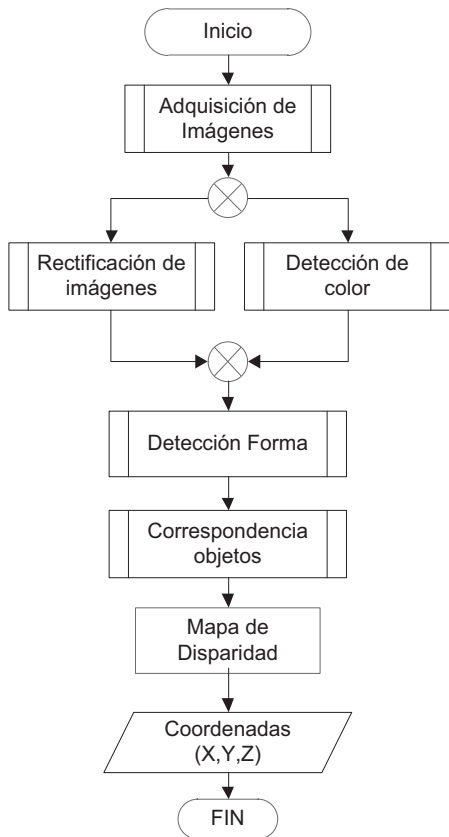 Inicio
Adquisición de
Imágenes
Rectificación de
imágenes
Detección de
color
Detección Forma
Correspondencia
objetos
Mapa de
Disparidad
Coordenadas
(X,Y,Z)
FIN